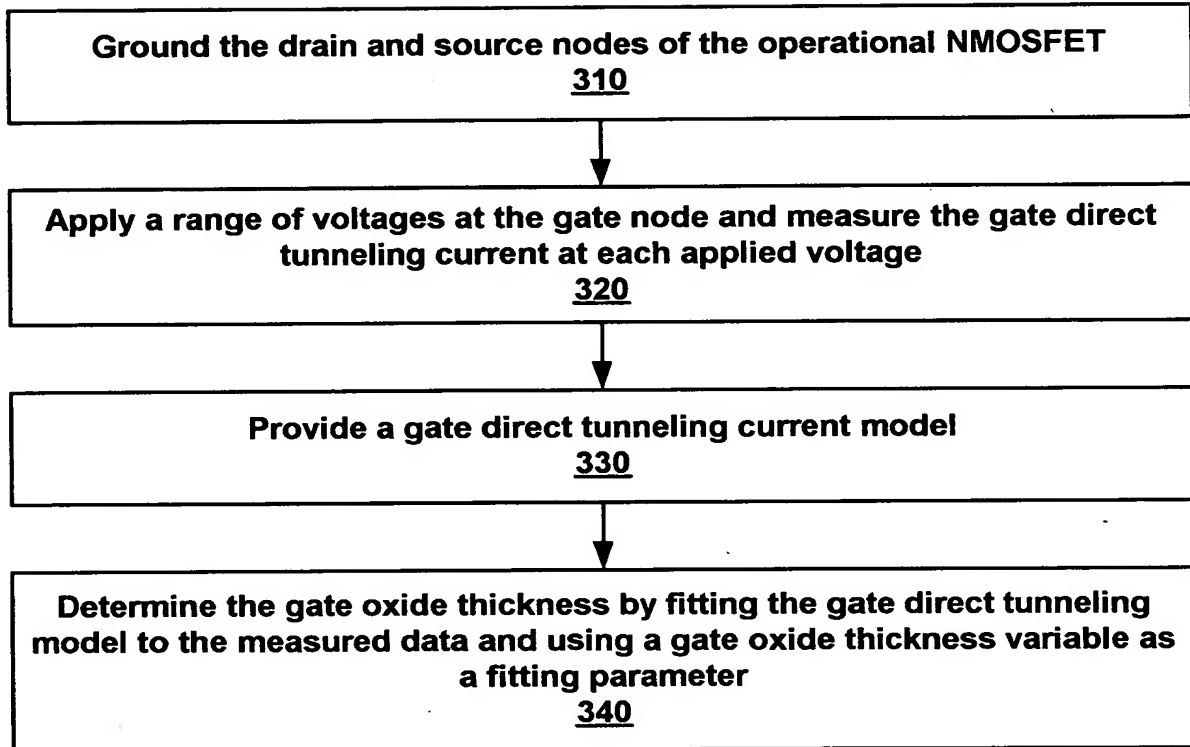 Ground the drain and source nodes of the operational NMOSFET
310
Apply a range of voltages at the gate node and measure the gate direct
tunneling current at each applied voltage
320
Provide a gate direct tunneling current model
330
Determine the gate oxide thickness by fitting the gate direct tunneling
model to the measured data and using a gate oxide thickness variable as
a fitting parameter
340